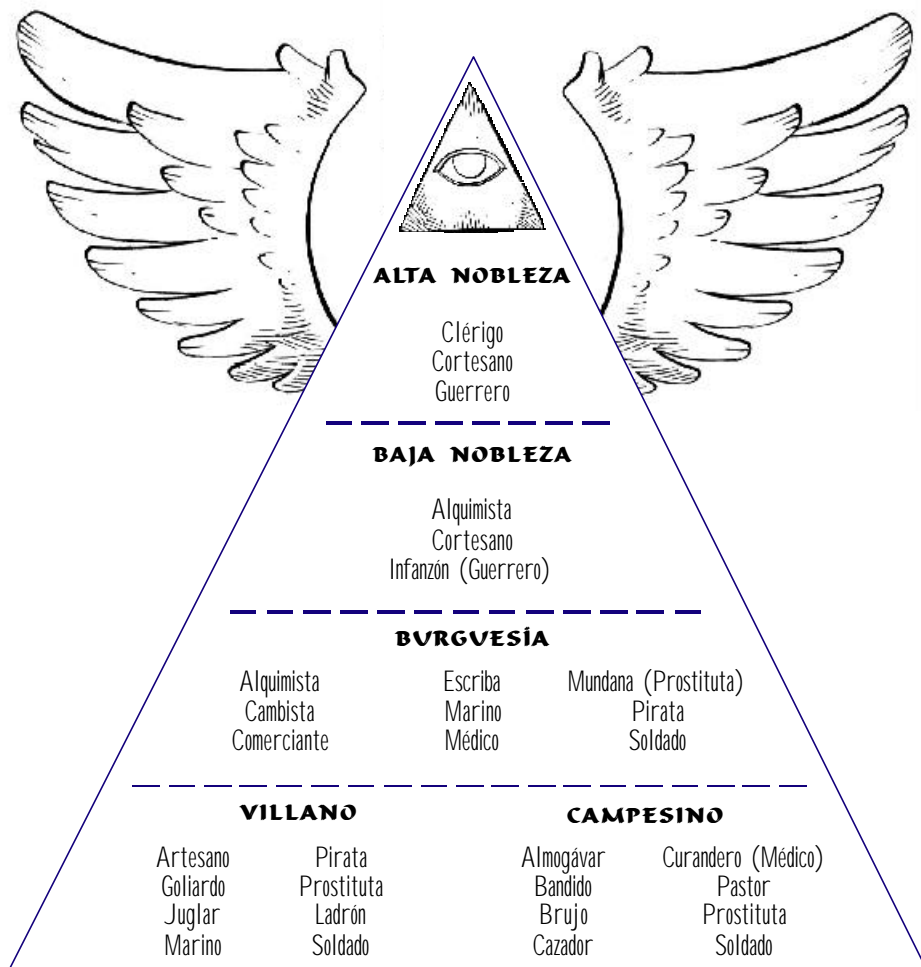 ALTA NOBLEZA
Clérigo
Cortesano
Guerrero
BAJA NOBLEZA
Alquimista
Cortesano
Infanzón (Guerrero)
BURGUESÍA
Alquimista
Cambista
Comerciante
Escriba
Marino
Médico
Mundana (Prostituta)
Pirata
Soldado
VILLANO
Artesano
Goliardo
Juglar
Marino
Pirata
Prostituta
Ladrón
Soldado
CAMPESINO
Almogávar
Bandido
Brujo
Cazador
Curandero (Médico)
Pastor
Prostituta
Soldado